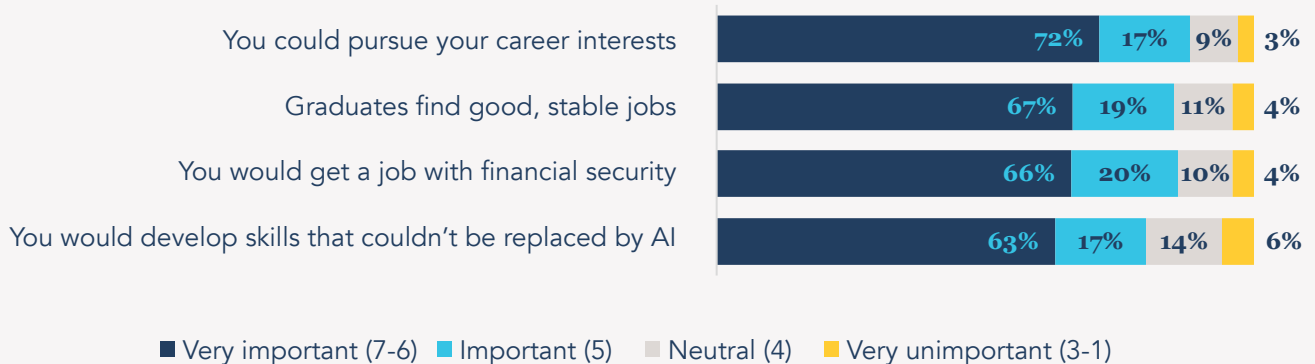 You could pursue your career interests 72% 17% 9% 3%
Graduates find good, stable jobs 67% 19% 11% 4%
You would get a job with financial security 66% 20% 10% 4%
You would develop skills that couldn’t be replaced by AI 63% 17% 14% 6%
Very important (7-6) Important (5) Neutral (4) Very unimportant (3-1)